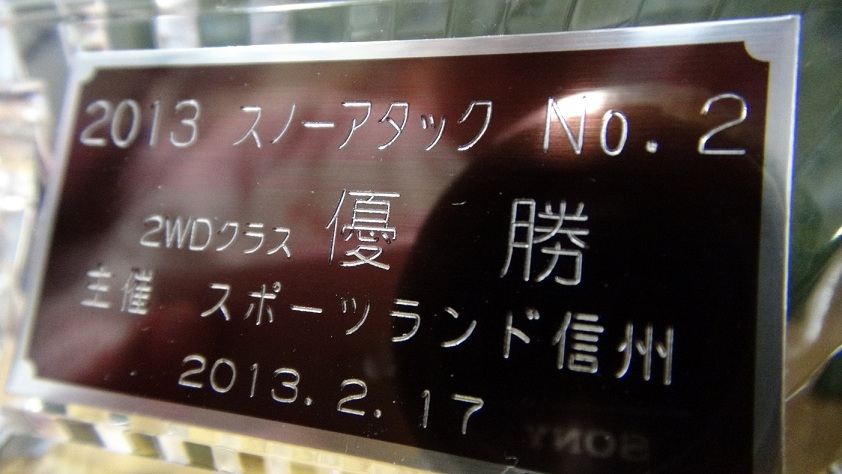 2013 スノーアタック No.2
2WDクラス 優勝
主催 スポーツランド信州
2013.2.17
SONY